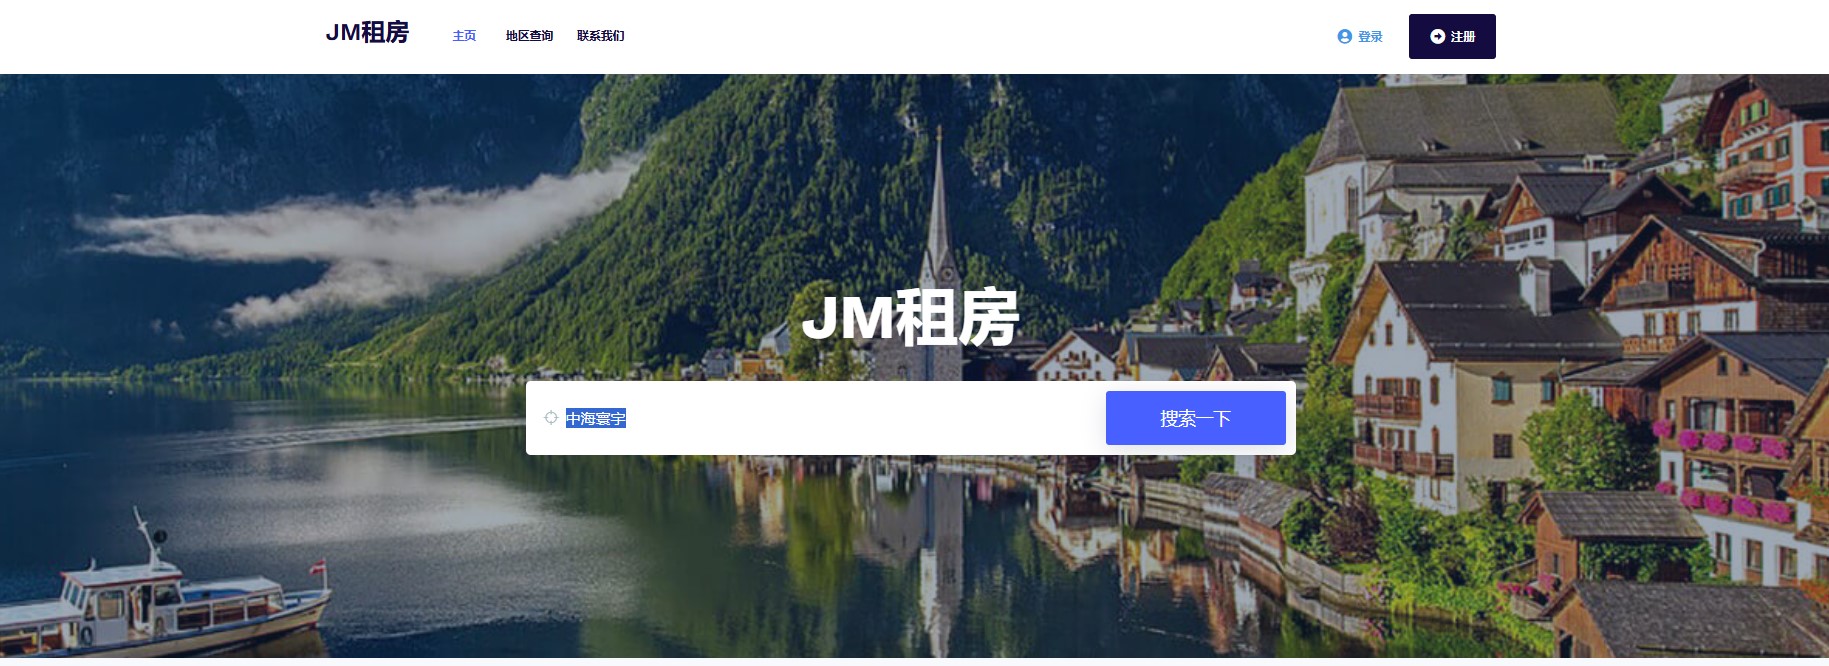 JM租房
主页 地区查询 联系我们
登录
注册
JM租房
中海寰宇
搜索一下